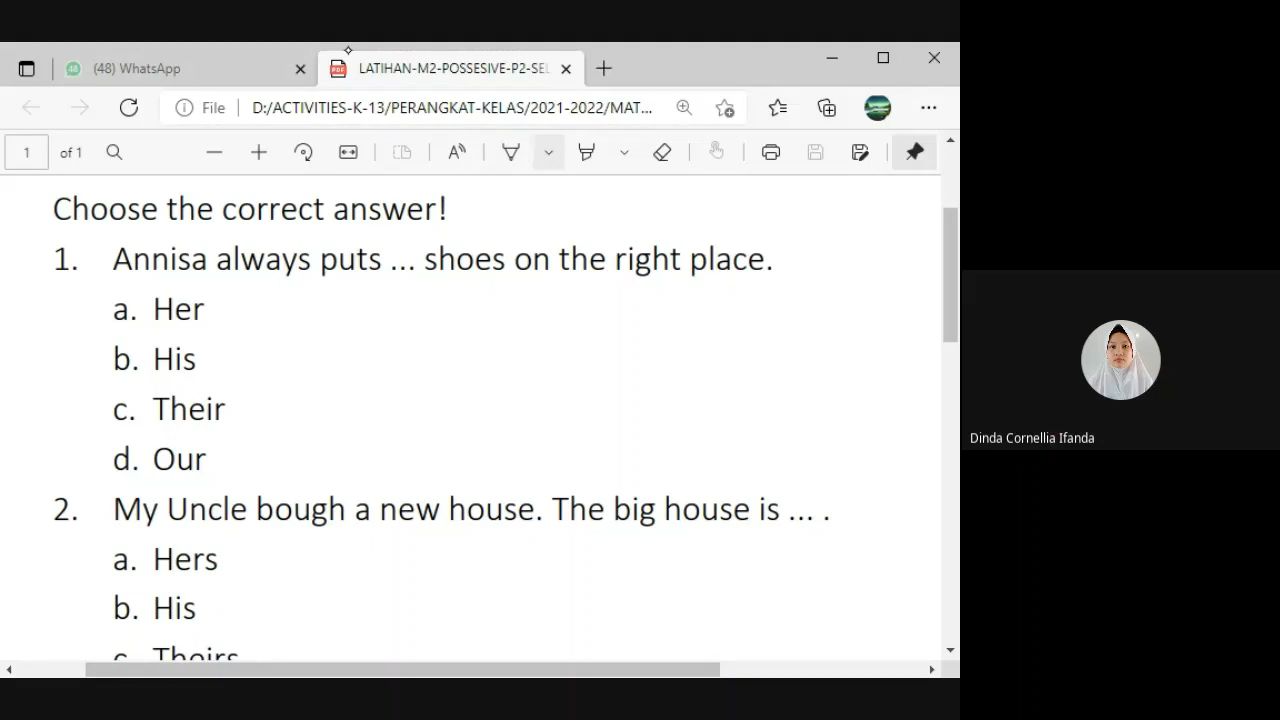 (48) WhatsApp
LATIHAN-M2-POSSESIVE-P2-SEL
File
D:/ACTIVITIES-K-13/PERANGKAT-KELAS/2021-2022/MAT...
1 of 1
Choose the correct answer!
1. Annisa always puts ... shoes on the right place.
a. Her
b. His
c. Their
d. Our
2. My Uncle bough a new house. The big house is ... .
a. Hers
b. His
c. Theirs
Dinda Cornellia Ifanda